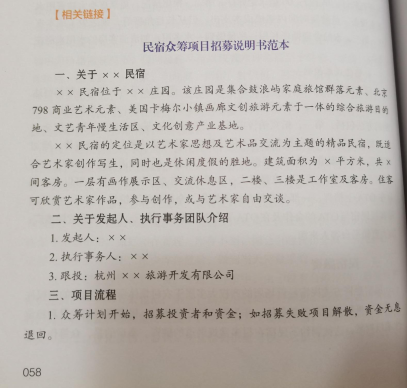 【相关链接】
民宿众筹项目招募说明书范本
一、关于××民宿
××民宿位于××庄园。该庄园是集合鼓浪屿家庭旅馆群落元素、北京
798商业艺术元素、美国卡梅尔小镇画廊文创旅游元素于一体的综合旅游目的
地、文艺青年慢生活区、文化创意产业基地。
××民宿的定位是以艺术家思想及艺术品交流为主题的精品民宿，既适
合艺术家创作写生，同时也是休闲度假的胜地。建筑面积为×平方米，共×
间客房。一层有画作展示区、交流休息区，二楼、三楼是工作室及客房。住客
可欣赏艺术家作品，参与创作，或与艺术家自由交谈。
二、关于发起人、执行事务团队介绍
1.发起人：××
2.执行事务人：××
3.跟投：杭州××旅游开发有限公司
三、项目流程
1.众筹计划开始，招募投资者和资金；如招募失败项目解散，资金无息
退回。
058